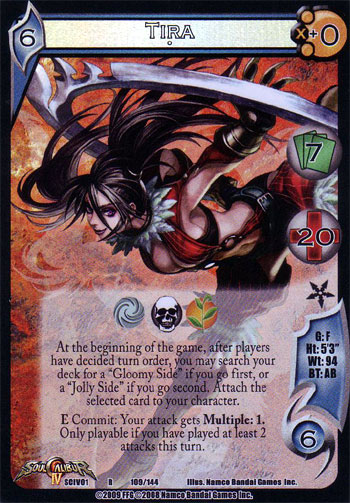 6
TIRA
X+0
7
20
G: F
Ht: 5'3"
Wt: 94
BT: AB
6
At the beginning of the game, after players
have decided turn order, you may search your
deck for a “Gloomy Side” if you go first, or
a “Jolly Side” if you go second. Attach the
selected card to your character.
E Commit: Your attack gets Multiple: 1.
Only playable if you have played at least 2
attacks this turn.
SOULCALIBUR
IV
SCIV01 R 109/144 Illus. Namco Bandai Games Inc.
©2009 FFG ©2008 Namco Bandai Games Inc.